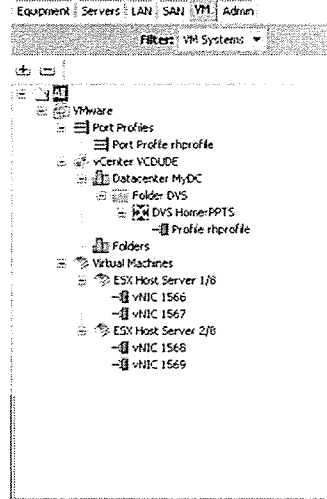 Equipment Servers LAN SAN VM Admin
Filter: VM Systems
All
VMware
Port Profiles
Port Profile rhprofile
vCenter VCDUDE
Datacenter MyDC
Folder DVS
DVS HomerPPTS
Profile rhprofile
Folders
Virtual Machines
ESX Host Server 1/8
vNIC 1566
vNIC 1567
ESX Host Server 2/8
vNIC 1568
vNIC 1569